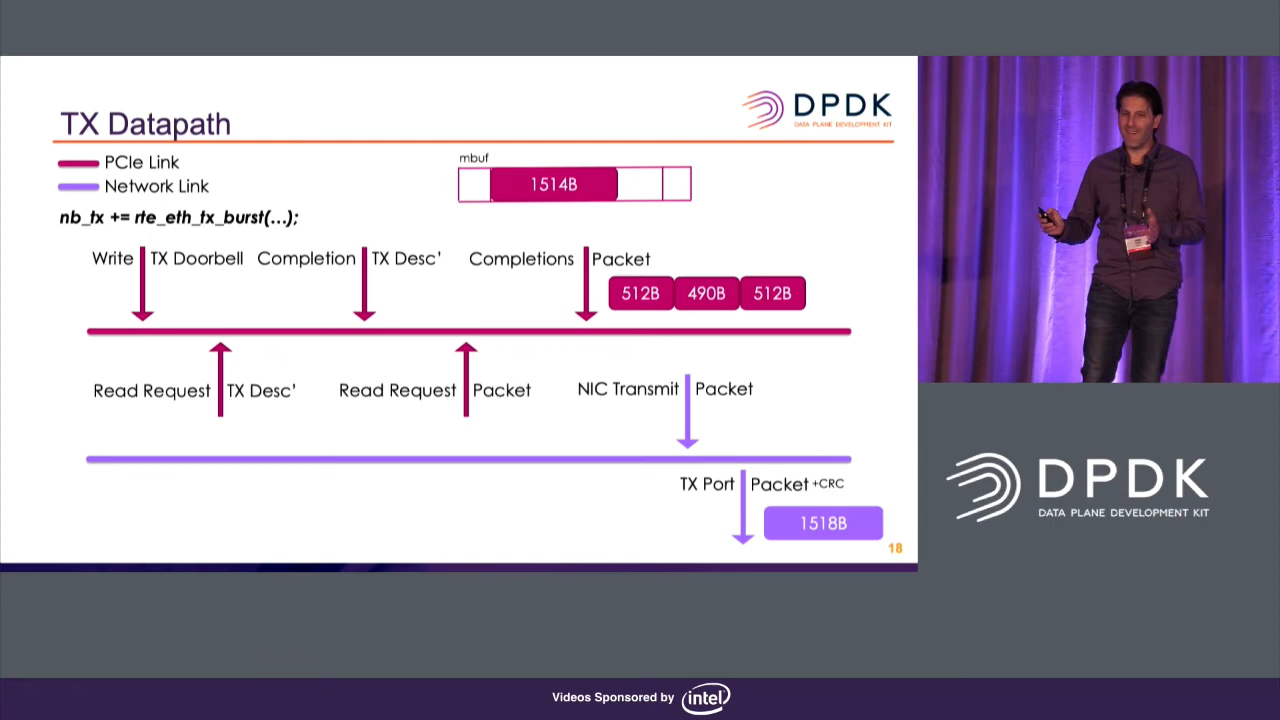 TX Datapath
DPDK
DATA PLANE DEVELOPMENT KIT
PCIe Link
Network Link
mbuf
1514B
nb_tx += rte_eth_tx_burst(...);
Write TX Doorbell Completion TX Desc' Completions Packet
512B 490B 512B
Read Request TX Desc' Read Request Packet NIC Transmit Packet
TX Port Packet +CRC
1518B
18
DPDK
DATA PLANE DEVELOPMENT KIT
Videos Sponsored by intel